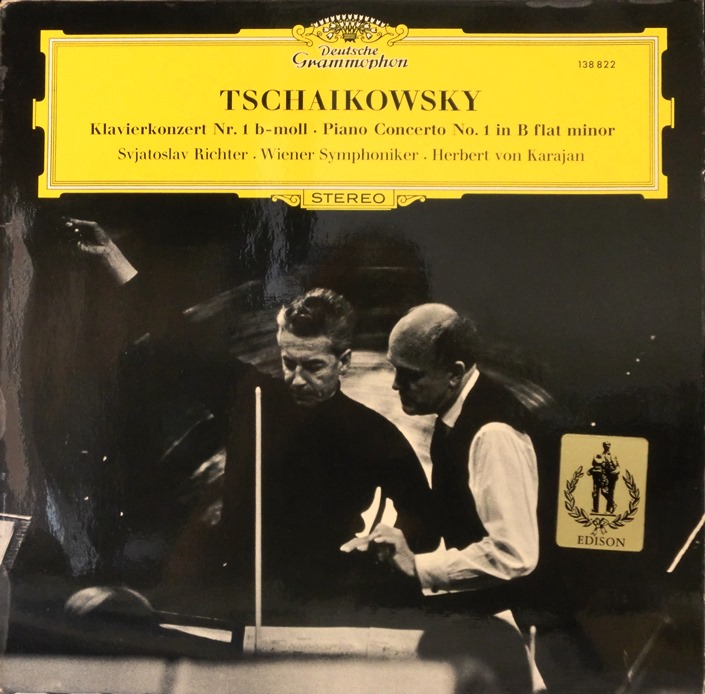 Deutsche
Grammophon
138 822
TSCHAIKOWSKY
Klavierkonzert Nr. 1 b-moll · Piano Concerto No. 1 in B flat minor
Svjatoslav Richter · Wiener Symphoniker · Herbert von Karajan
STEREO
EDISON